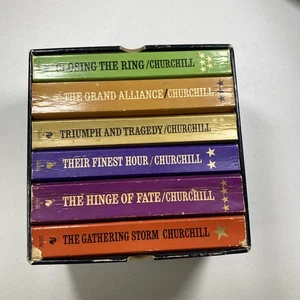 CLOSING THE RING/CHURCHILL
THE GRAND ALLIANCE/CHURCHILL
TRIUMPH AND TRAGEDY/CHURCHILL
THEIR FINEST HOUR/CHURCHILL
THE HINGE OF FATE/CHURCHILL
THE GATHERING STORM CHURCHILL